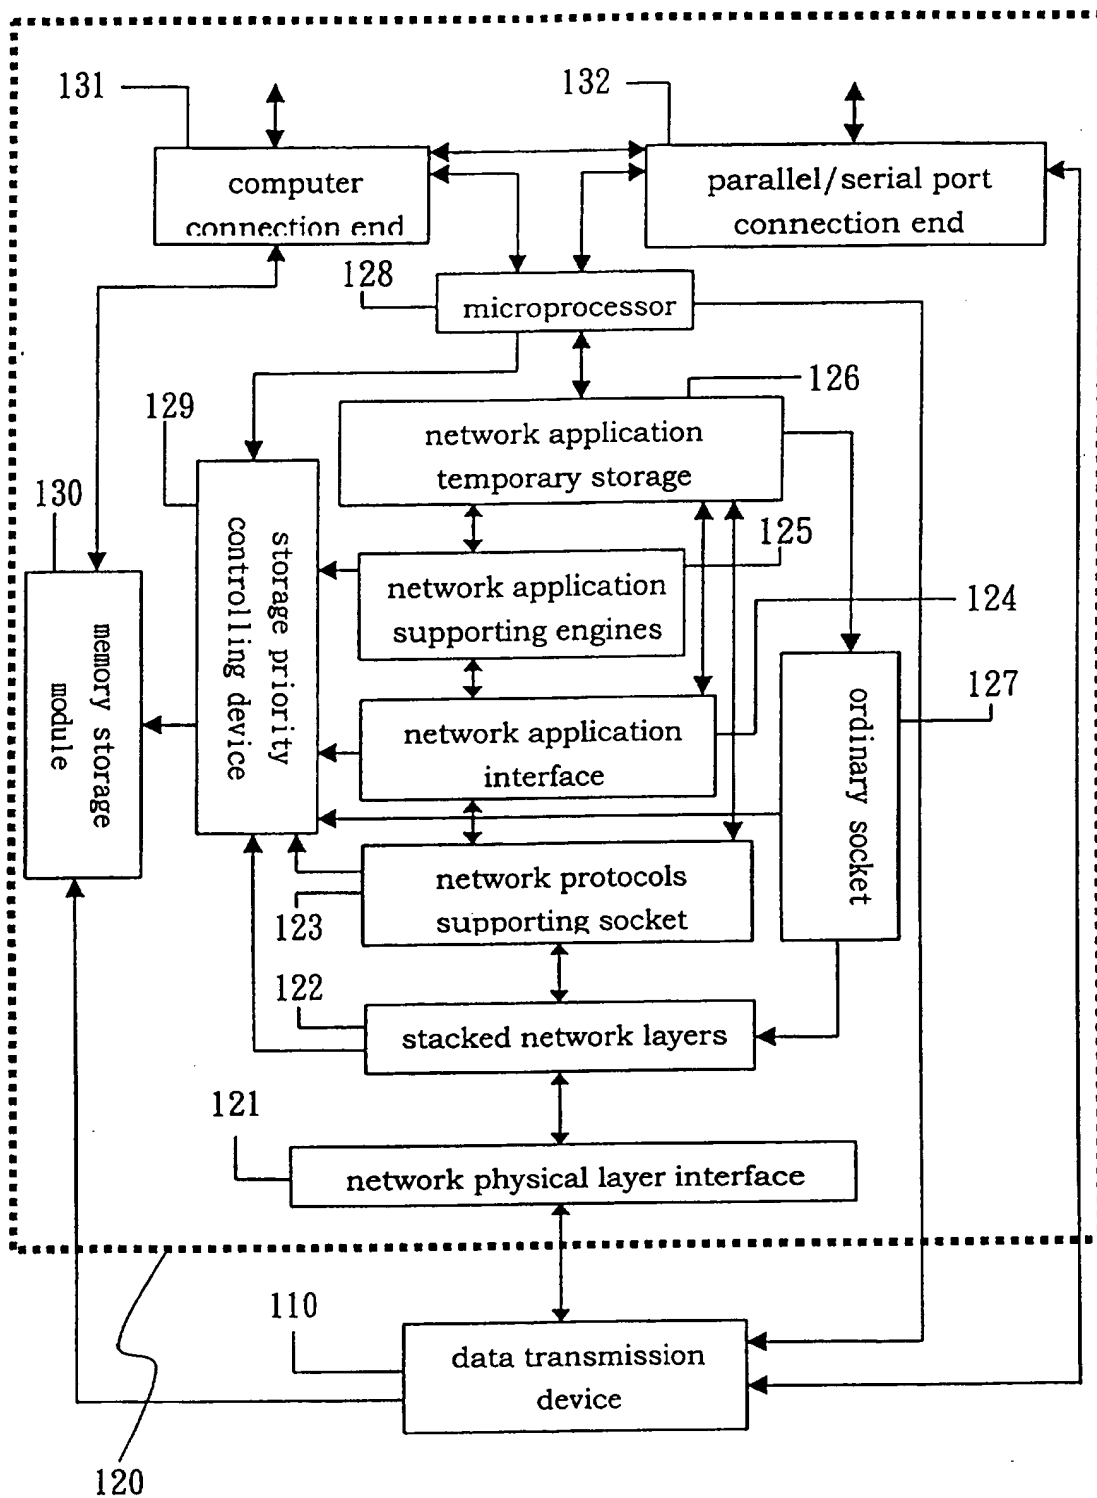 131
132
computer
connection end
parallel/serial port
connection end
128
microprocessor
126
129
network application
temporary storage
130
125
storage priority
controlling device
network application
supporting engines
124
memory storage
module
127
ordinary socket
network application
interface
network protocols
supporting socket
123
122
stacked network layers
121
network physical layer interface
110
data transmission
device
120